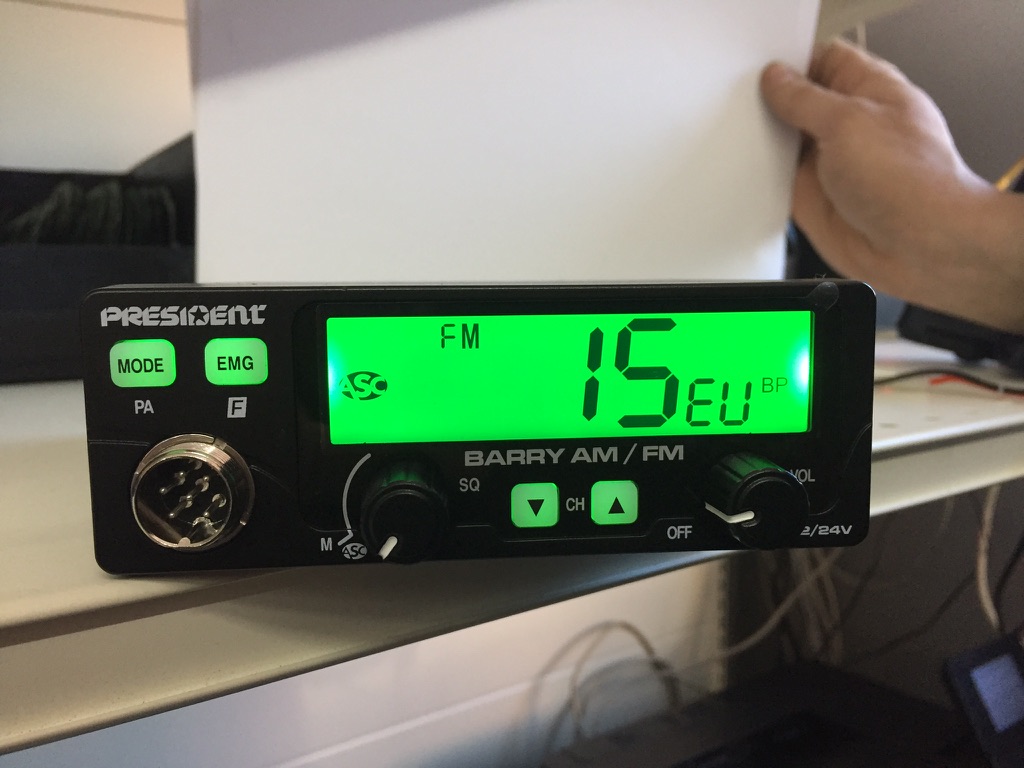 PRESIDENT
MODE
EMG
PA
F
FM
ASC
15 EU BP
BARRY AM / FM
SQ
M
ASC
▼ CH ▲
VOL
OFF
2/24V